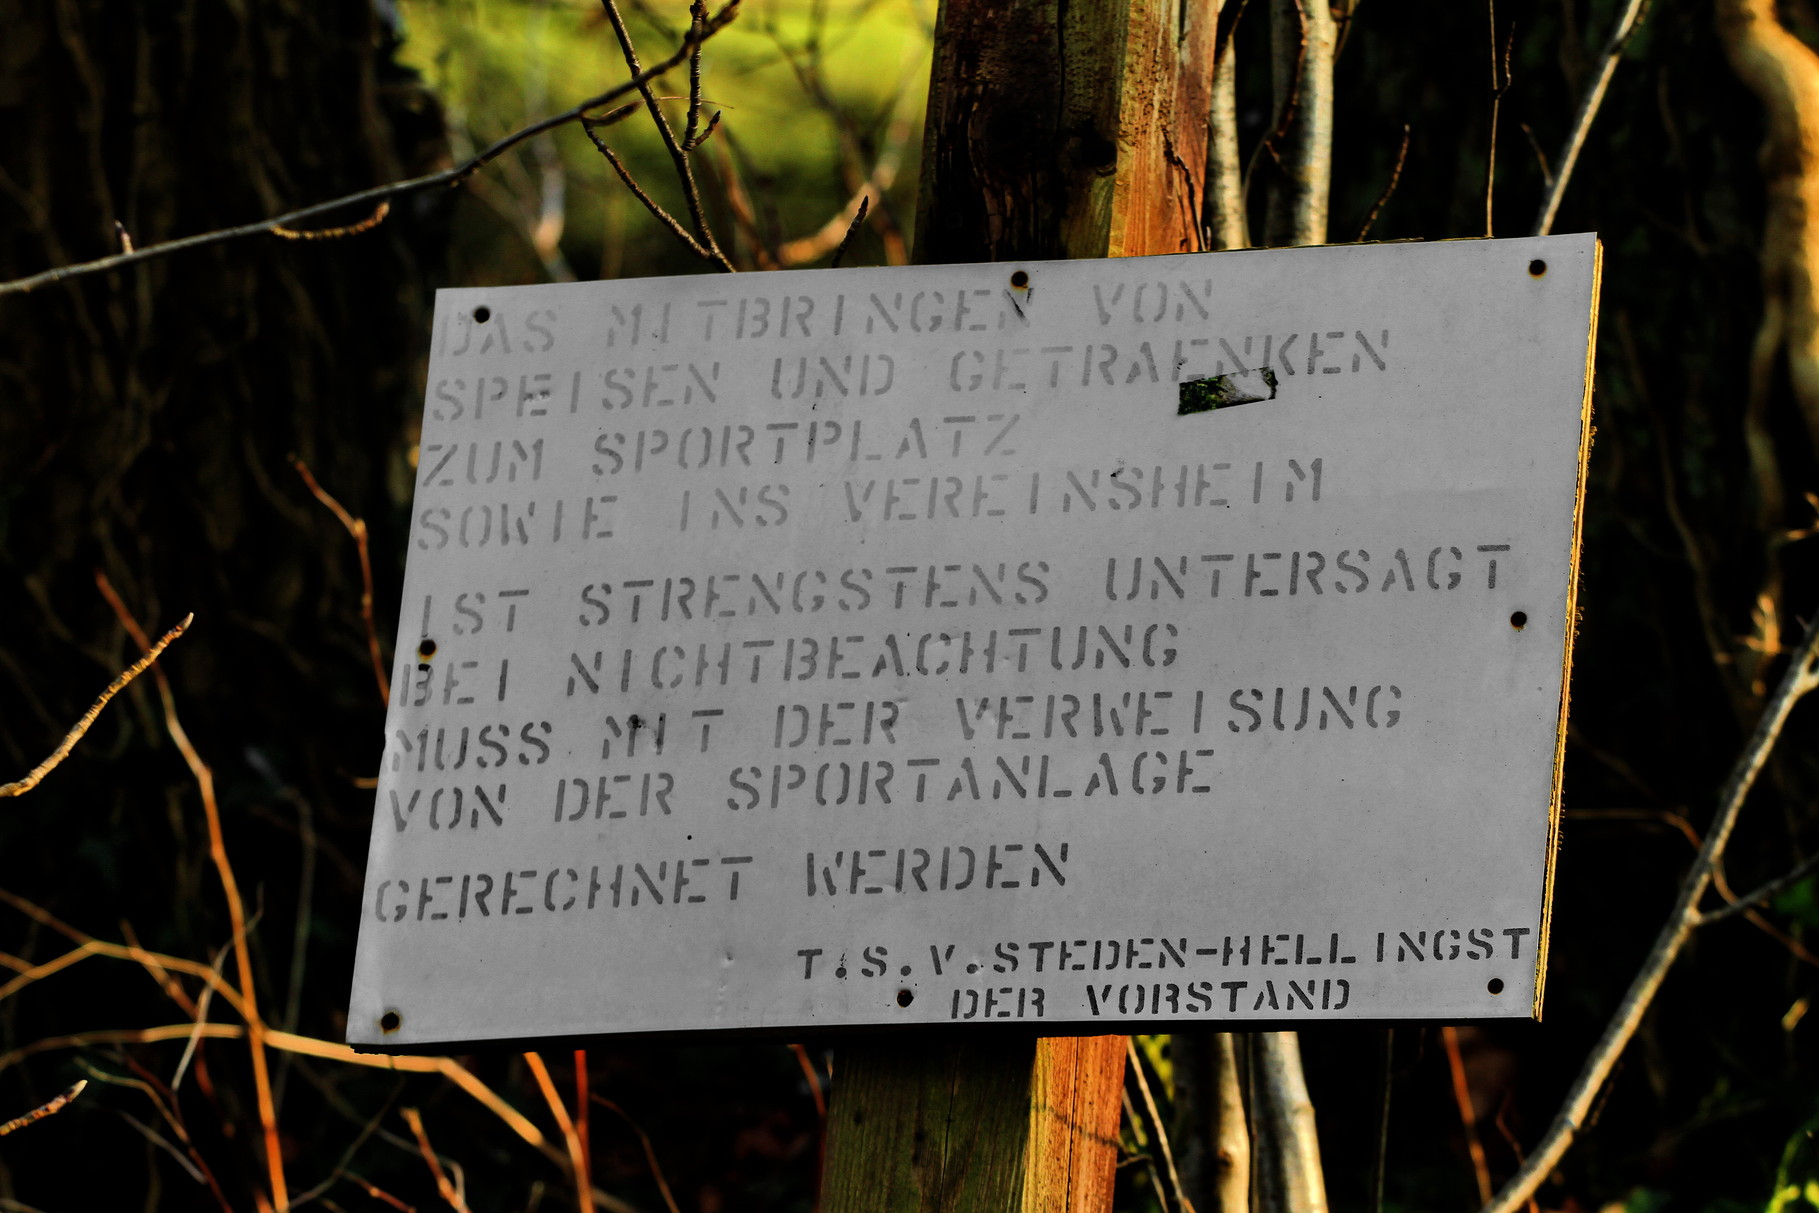 DAS MITBRINGEN VON
SPEISEN UND GETRAENKEN
ZUM SPORTPLATZ
SOWIE INS VEREINSHEIM
IST STRENGSTENS UNTERSAGT
BEI NICHTBEACHTUNG
MUSS MIT DER VERWEISUNG
VON DER SPORTANLAGE
GERECHNET WERDEN
T.S.V.STEDEN-HELLINGST
DER VORSTAND